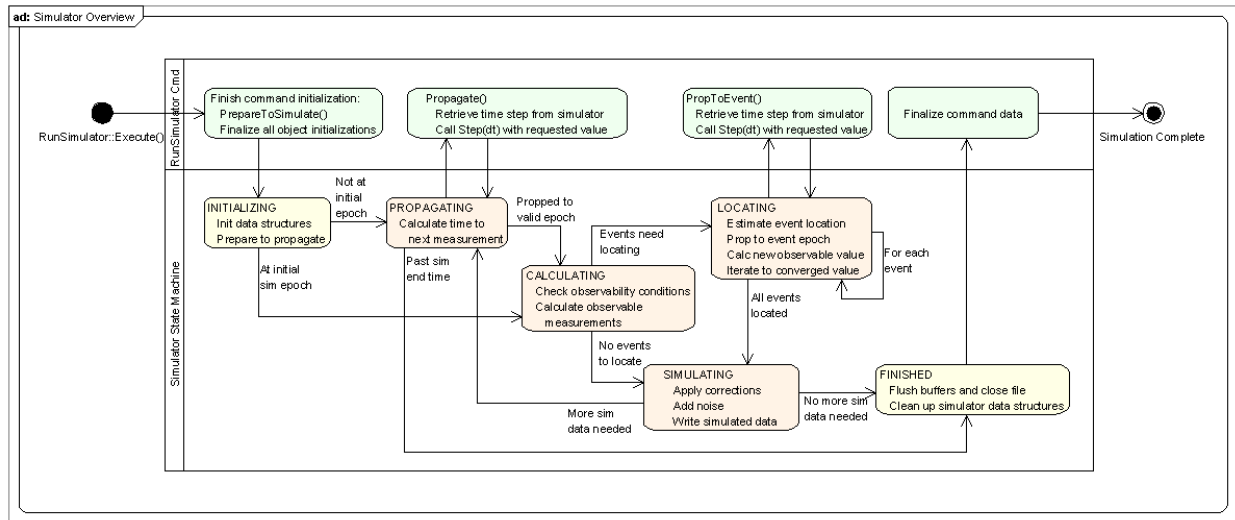 ad: Simulator Overview
RunSimulator Cmd
RunSimulator::Execute()
Finish command initialization:
PrepareToSimulate()
Finalize all object initializations
Propagate()
Retrieve time step from simulator
Call Step(dt) with requested value
PropToEvent()
Retrieve time step from simulator
Call Step(dt) with requested value
Finalize command data
Simulation Complete
Simulator State Machine
INITIALIZING
Init data structures
Prepare to propagate
Not at
initial
epoch
At initial
sim epoch
PROPAGATING
Calculate time to
next measurement
Propped to
valid epoch
Past sim
end time
CALCULATING
Check observability conditions
Calculate observable
measurements
Events need
locating
No events
to locate
LOCATING
Estimate event location
Prop to event epoch
Calc new observable value
Iterate to converged value
For each
event
All events
located
SIMULATING
Apply corrections
Add noise
Write simulated data
More sim
data needed
No more sim
data needed
FINISHED
Flush buffers and close file
Clean up simulator data structures